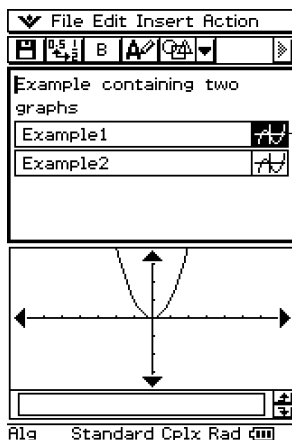 File Edit Insert Action
B
Example containing two
graphs
Example1
Example2
Alg Standard Cplx Rad